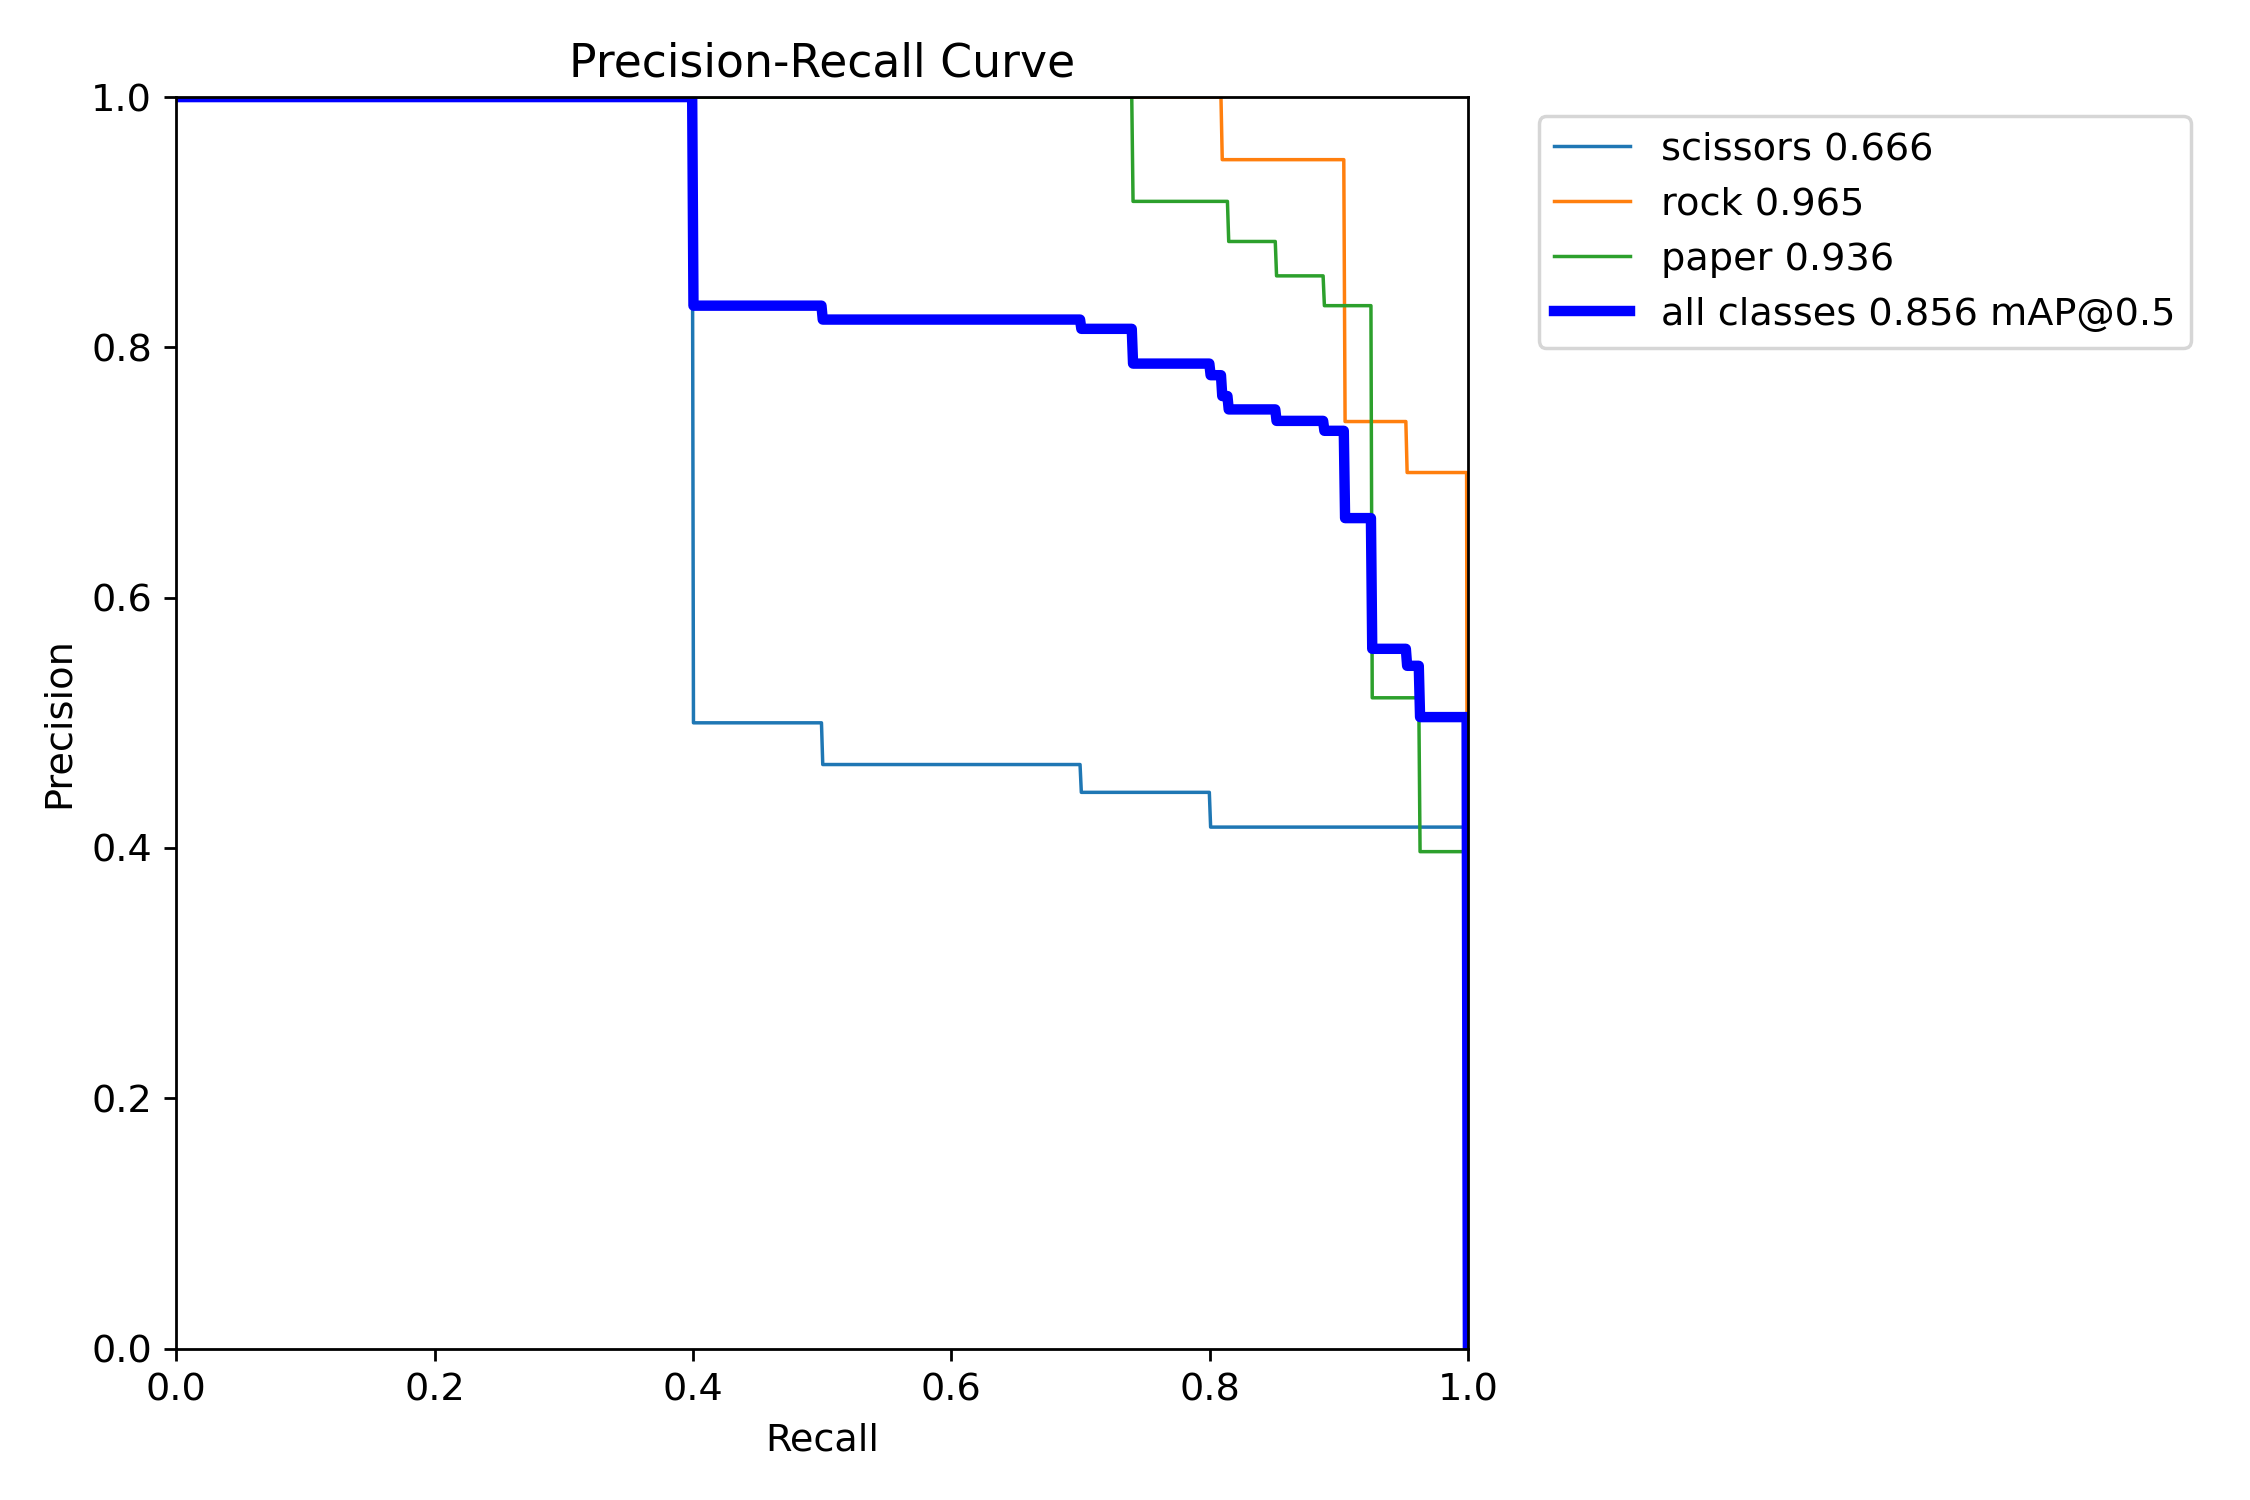 Precision-Recall Curve
1.0
0.8
0.6
0.4
0.2
0.0
Precision
0.0 0.2 0.4 0.6 0.8 1.0
Recall
scissors 0.666
rock 0.965
paper 0.936
all classes 0.856 mAP@0.5